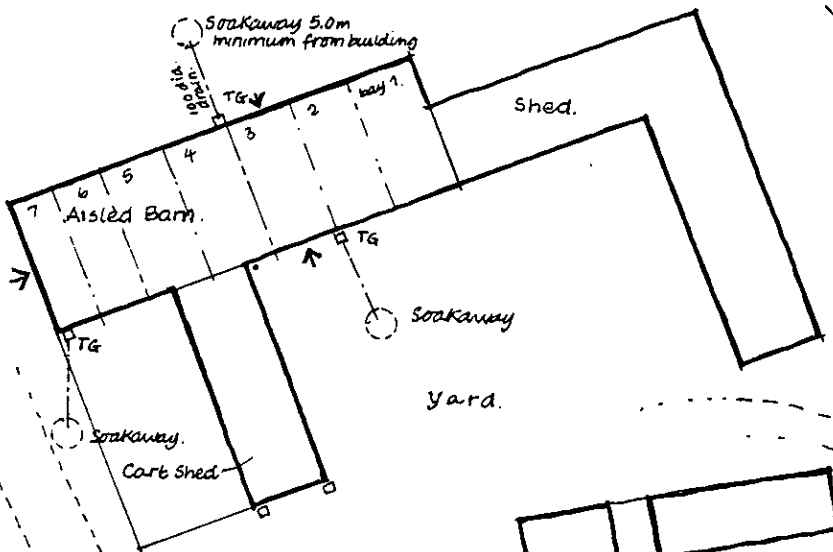 Soakaway 5.0m
minimum from building
100 dia.
drain.
TG
bay 1.
2
3
4
5
6
7
Shed.
Aisled Barn.
TG
Soakaway
TG
Yard.
Soakaway.
Cart Shed